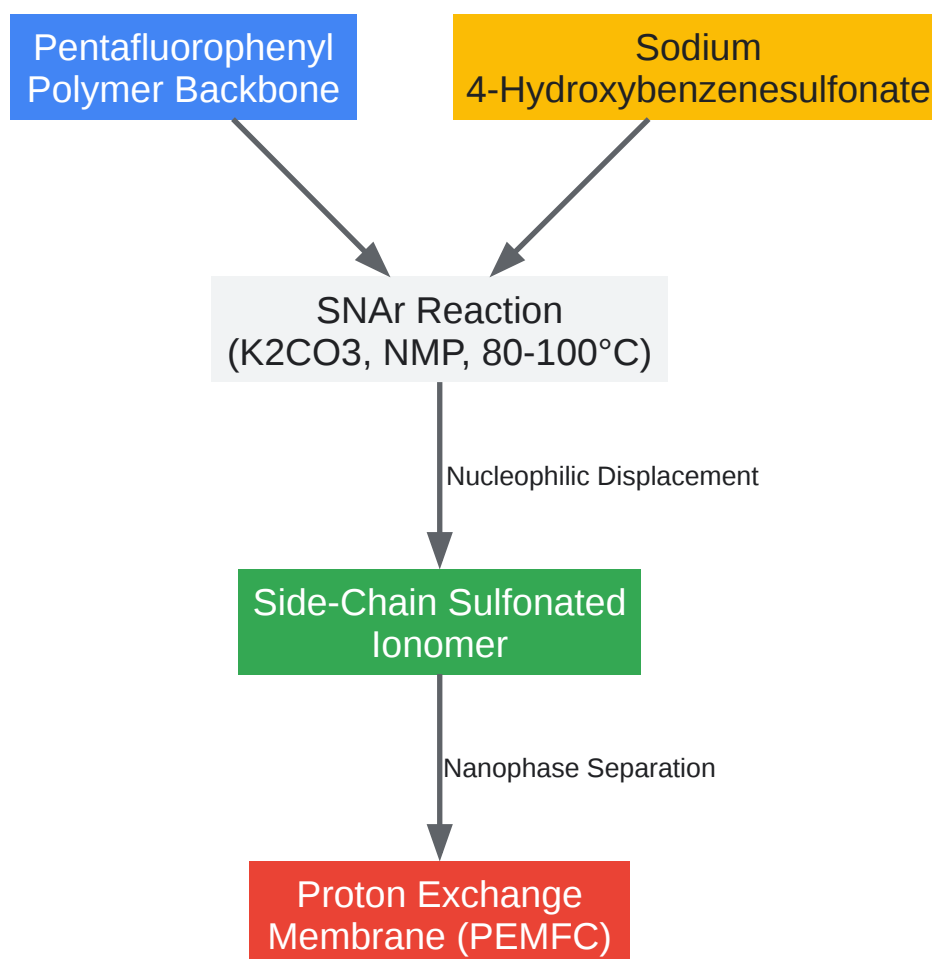 Pentafluorophenyl
Polymer Backbone
Sodium
4-Hydroxybenzenesulfonate
SNAr Reaction
(K2CO3, NMP, 80-100°C)
Nucleophilic Displacement
Side-Chain Sulfonated
Ionomer
Nanophase Separation
Proton Exchange
Membrane (PEMFC)